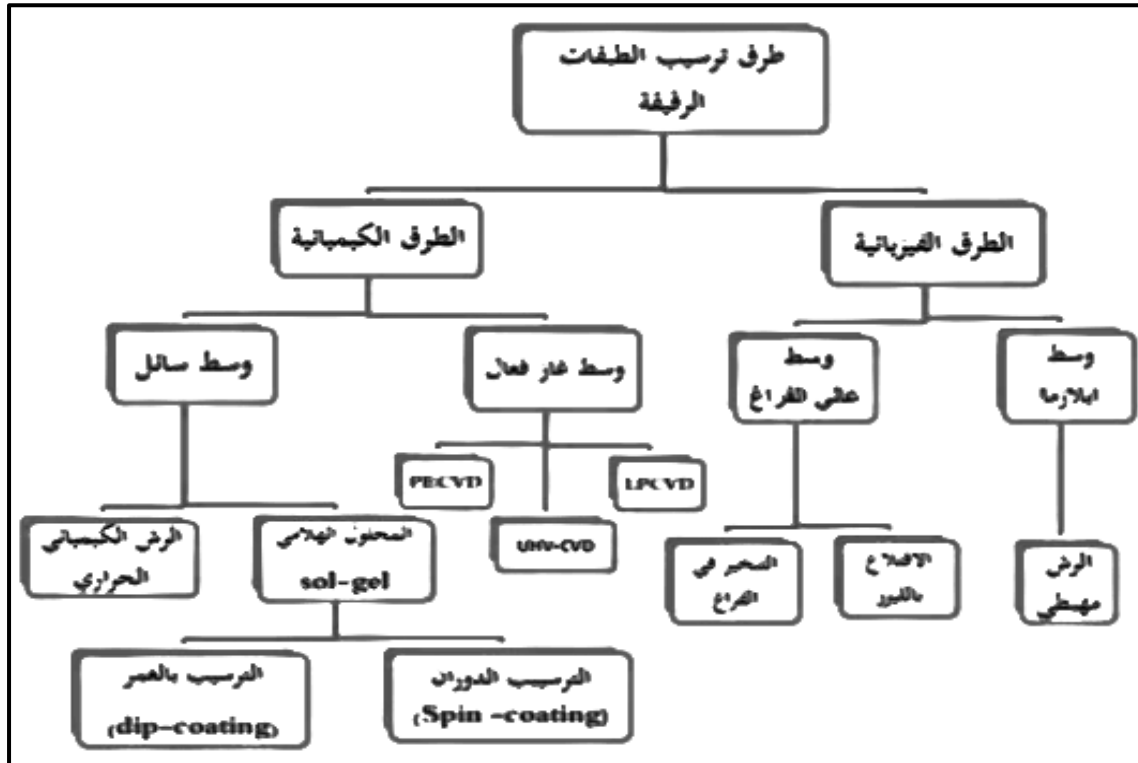 طرق ترسيب الطبقات
الرقيقة
الطرق الفيزيائية
الطرق الكيميائية
وسط
ابلازما
وسط
عالي الفراغ
وسط غاز فعال
وسط سائل
LPCVD
PECVD
UHV-CVD
الرش
مهبطي
الاقتلاع
بالليزر
التبخير في
الفراغ
المحلول الهلامي
sol-gel
الرش الكيميائي
الحراري
الترسيب الدوران
(Spin -coating)
الترسيب بالغمر
(dip-coating)